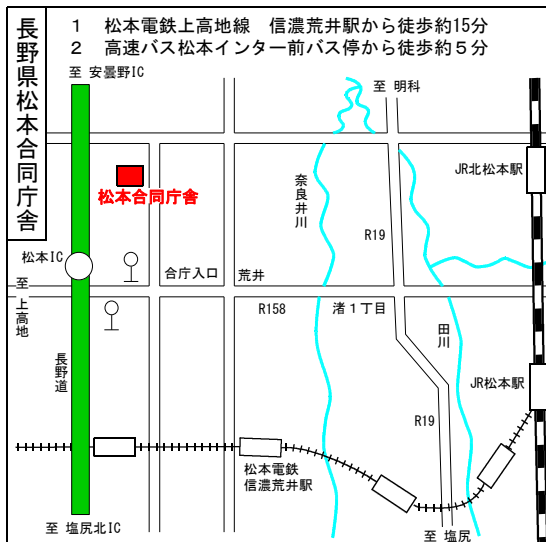 長野県松本合同庁舎
1　松本電鉄上高地線　信濃荒井駅から徒歩約15分
2　高速バス松本インター前バス停から徒歩約５分
至 安曇野IC
至 明科
JR北松本駅
松本合同庁舎
奈良井川
R19
松本IC
合庁入口
荒井
至 上高地
R158
渚１丁目
田川
長野道
JR松本駅
R19
松本電鉄
信濃荒井駅
至 塩尻北IC
至 塩尻